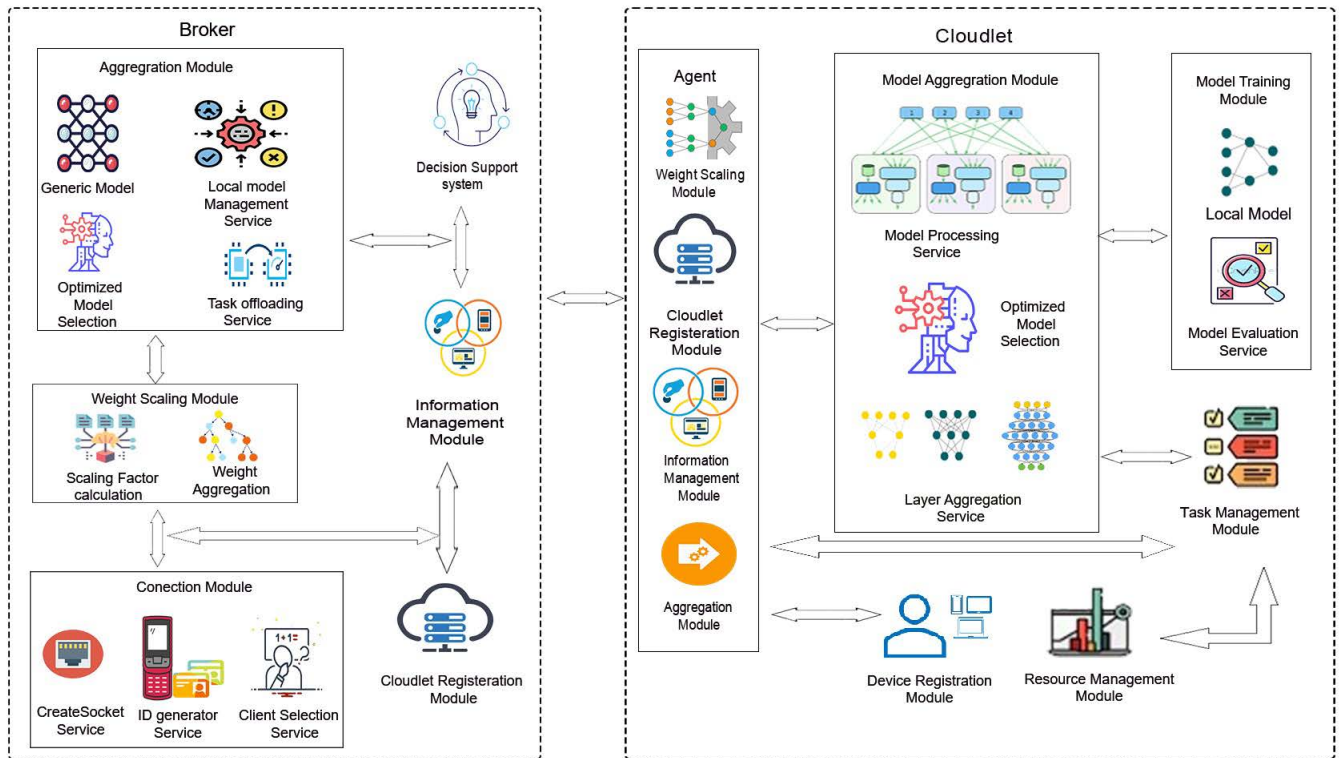 Broker
Aggregration Module
Generic Model
Local model
Management
Service
Optimized
Model
Selection
Task offloading
Service
Decision Support
system
Information
Management
Module
Weight Scaling Module
Scaling Factor
calculation
Weight
Aggregation
Conection Module
CreateSocket
Service
ID generator
Service
1+1=
Client Selection
Service
Cloudlet Registeration
Module
Cloudlet
Agent
Weight Scaling
Module
Cloudlet
Registeration
Module
Information
Management
Module
Aggregation
Module
Model Aggregration Module
1 2 3 4
Model Processing
Service
Optimized
Model
Selection
Layer Aggregation
Service
Model Training
Module
Local Model
Model Evaluation
Service
Task Management
Module
Device Registration
Module
Resource Management
Module